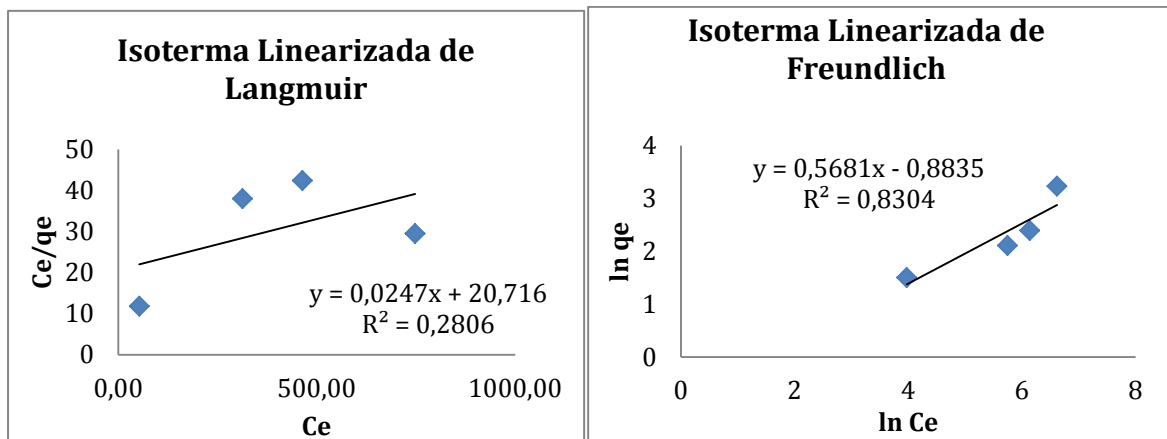 Isoterma Linearizada de
Langmuir
50
40
30
20
10
0
Ce/qe
y = 0,0247x + 20,716
R² = 0,2806
0,00
500,00
1000,00
Ce
Isoterma Linearizada de
Freundlich
4
3
2
1
0
ln qe
y = 0,5681x - 0,8835
R² = 0,8304
0
2
4
6
8
ln Ce